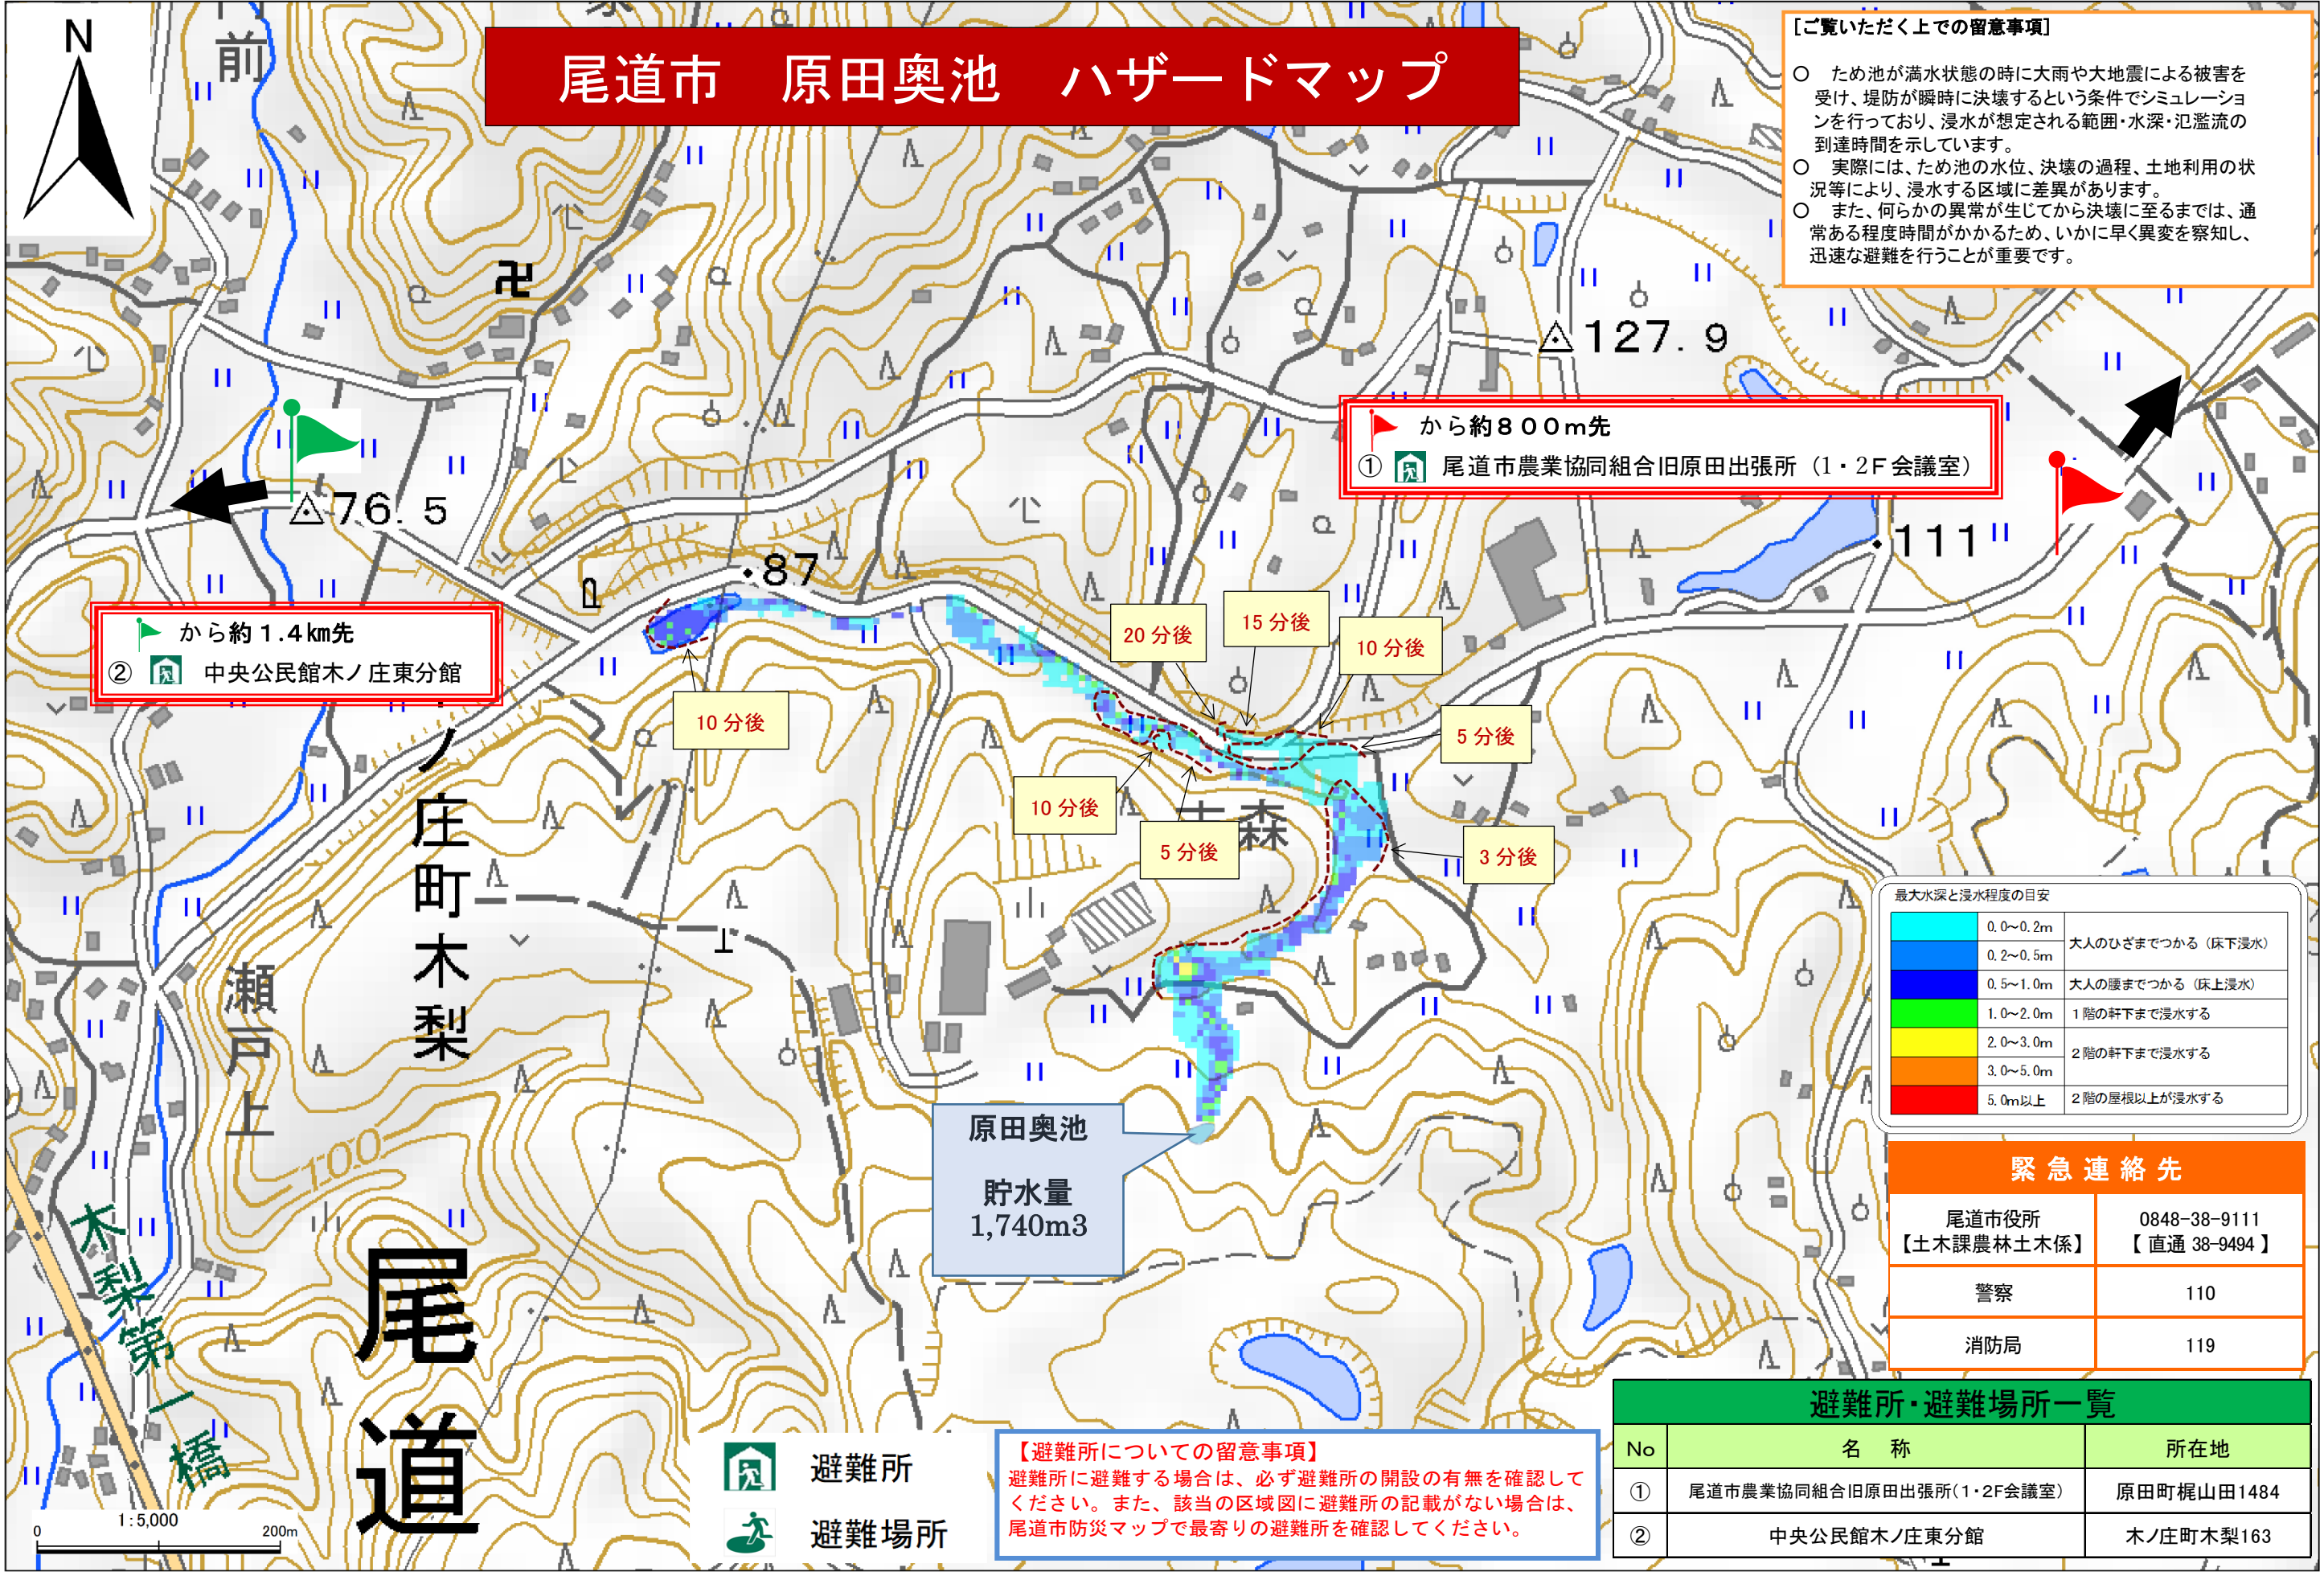 N
前
尾道市　原田奥池　ハザードマップ
[ご覧いただく上での留意事項]
○　ため池が満水状態の時に大雨や大地震による被害を
受け、堤防が瞬時に決壊するという条件でシミュレーショ
ンを行っており、浸水が想定される範囲・水深・氾濫流の
到達時間を示しています。
○　実際には、ため池の水位、決壊の過程、土地利用の状
況等により、浸水する区域に差異があります。
○　また、何らかの異常が生じてから決壊に至るまでは、通
常ある程度時間がかかるため、いかに早く異変を察知し、
迅速な避難を行うことが重要です。
127.9
から約８００ｍ先
① 尾道市農業協同組合旧原田出張所（1・2F会議室）
76.5
111
87
から約1.4km先
② 中央公民館木ノ庄東分館
20分後
15分後
10分後
5分後
10分後
10分後
5分後
3分後
森
ノ庄町木梨
瀬戸上
100
木梨第一橋
尾道
原田奥池
貯水量
1,740m3
最大水深と浸水程度の目安
0.0～0.2m
大人のひざまでつかる（床下浸水）
0.2～0.5m
0.5～1.0m　大人の腰までつかる（床上浸水）
1.0～2.0m　1階の軒下まで浸水する
2.0～3.0m
2階の軒下まで浸水する
3.0～5.0m
5.0m以上　2階の屋根以上が浸水する
緊急連絡先
尾道市役所　0848-38-9111
【土木課農林土木係】　【直通 38-9494】
警察　110
消防局　119
避難所・避難場所一覧
No　名　称　所在地
①　尾道市農業協同組合旧原田出張所(1・2F会議室)　原田町梶山田1484
②　中央公民館木ノ庄東分館　木ノ庄町木梨163
避難所
避難場所
【避難所についての留意事項】
避難所に避難する場合は、必ず避難所の開設の有無を確認して
ください。また、該当の区域図に避難所の記載がない場合は、
尾道市防災マップで最寄りの避難所を確認してください。
1:5,000
0　200m